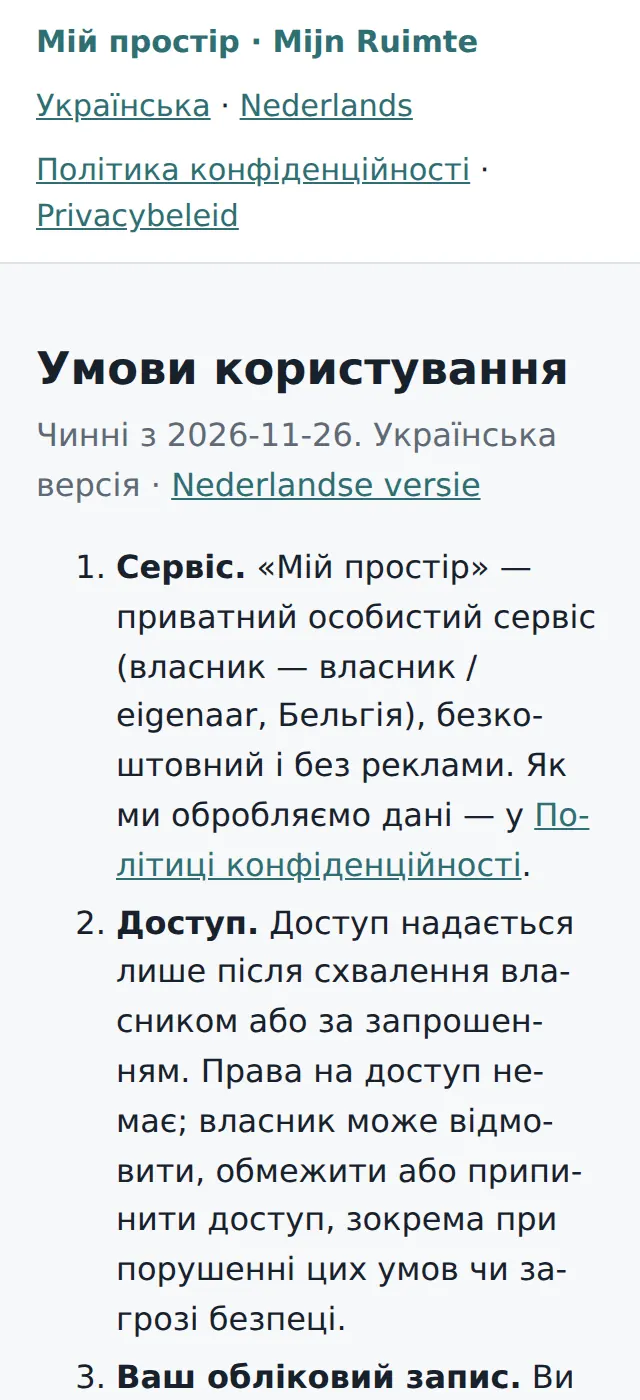 Мій простір · Mijn Ruimte
Українська · Nederlands
Політика конфіденційності ·
Privacybeleid
Умови користування
Чинні з 2026-11-26. Українська
версія · Nederlandse versie
1. Сервіс. «Мій простір» —
приватний особистий сервіс
(власник — власник /
eigenaar, Бельгія), безко-
штовний і без реклами. Як
ми обробляємо дані — у По-
літиці конфіденційності.
2. Доступ. Доступ надається
лише після схвалення вла-
сником або за запрошен-
ням. Права на доступ не-
має; власник може відмо-
вити, обмежити або припи-
нити доступ, зокрема при
порушенні цих умов чи за-
грозі безпеці.
3. Ваш обліковий запис. Ви